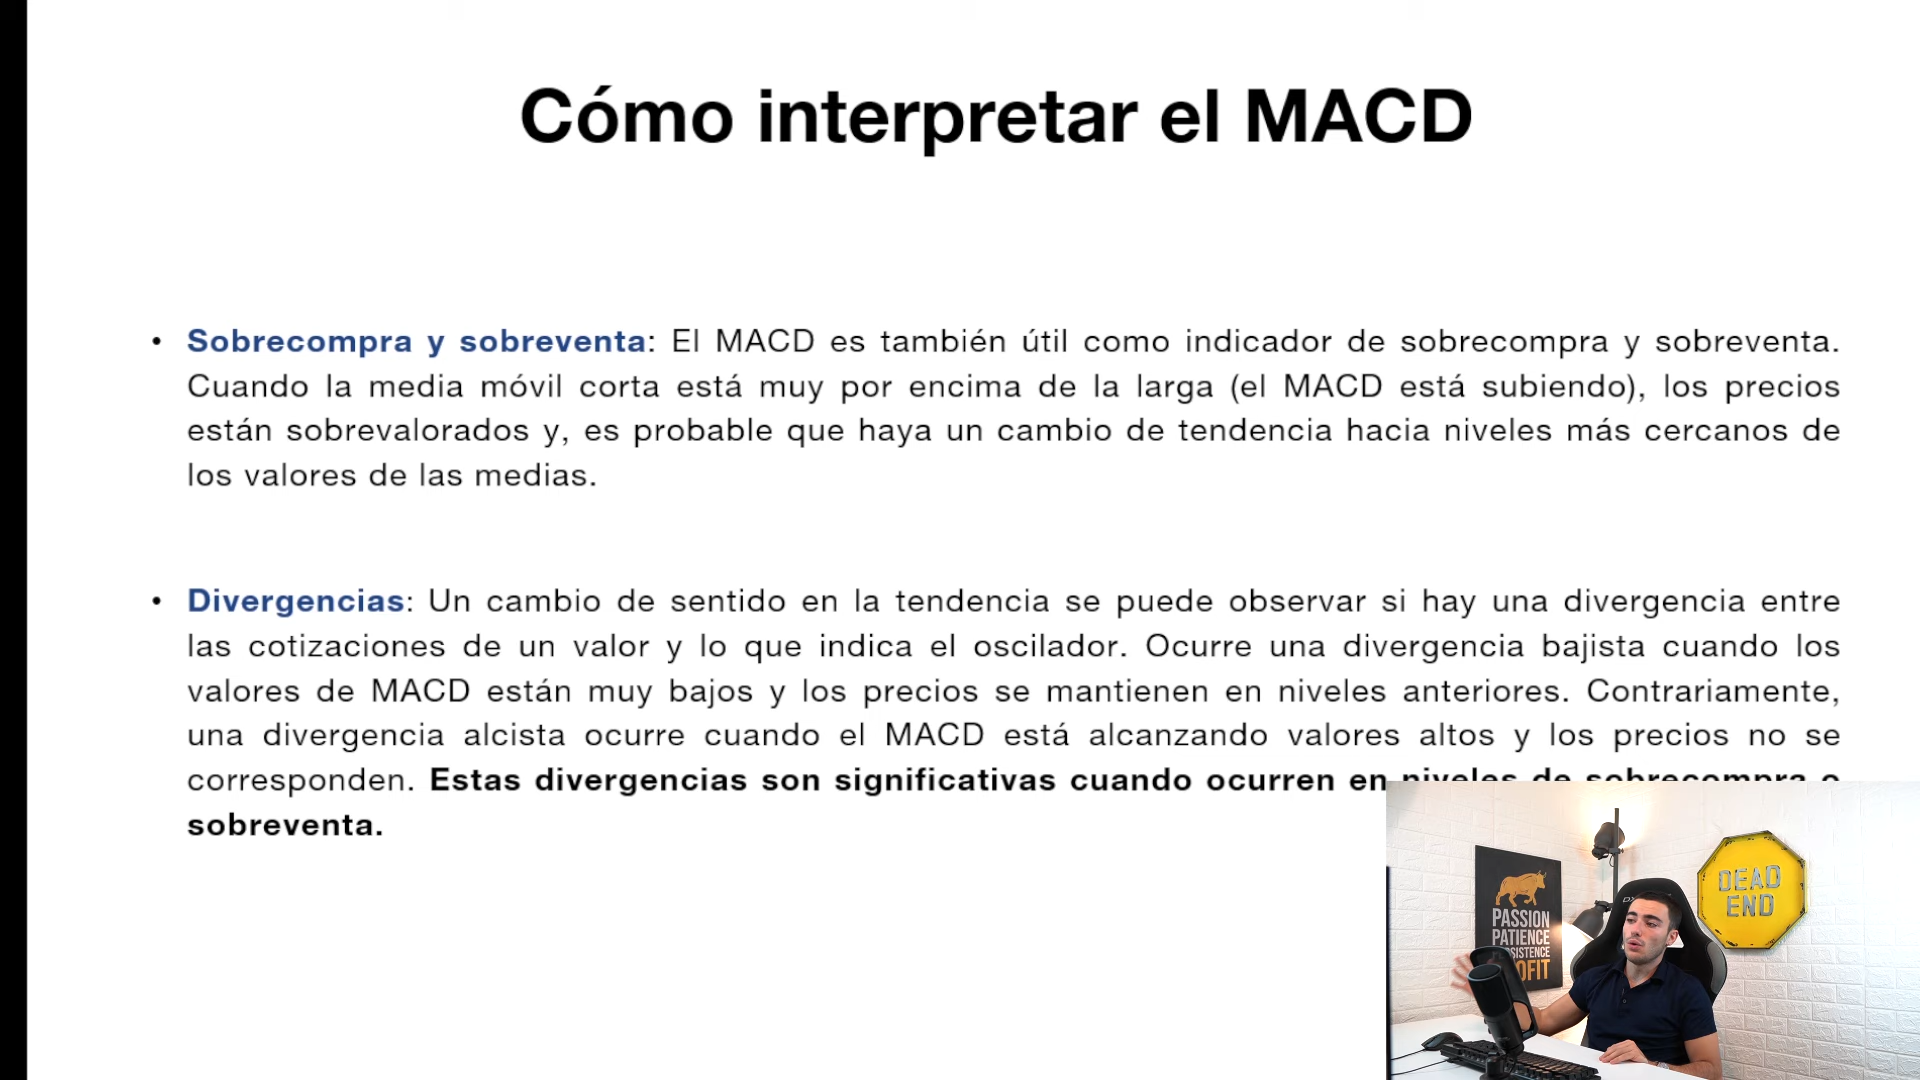 Cómo interpretar el MACD
• Sobrecompra y sobreventa: El MACD es también útil como indicador de sobrecompra y sobreventa.
Cuando la media móvil corta está muy por encima de la larga (el MACD está subiendo), los precios
están sobrevalorados y, es probable que haya un cambio de tendencia hacia niveles más cercanos de
los valores de las medias.
• Divergencias: Un cambio de sentido en la tendencia se puede observar si hay una divergencia entre
las cotizaciones de un valor y lo que indica el oscilador. Ocurre una divergencia bajista cuando los
valores de MACD están muy bajos y los precios se mantienen en niveles anteriores. Contrariamente,
una divergencia alcista ocurre cuando el MACD está alcanzando valores altos y los precios no se
corresponden. Estas divergencias son significativas cuando ocurren en niveles de sobrecompra o
sobreventa.
PASSION
PATIENCE
DEAD
END